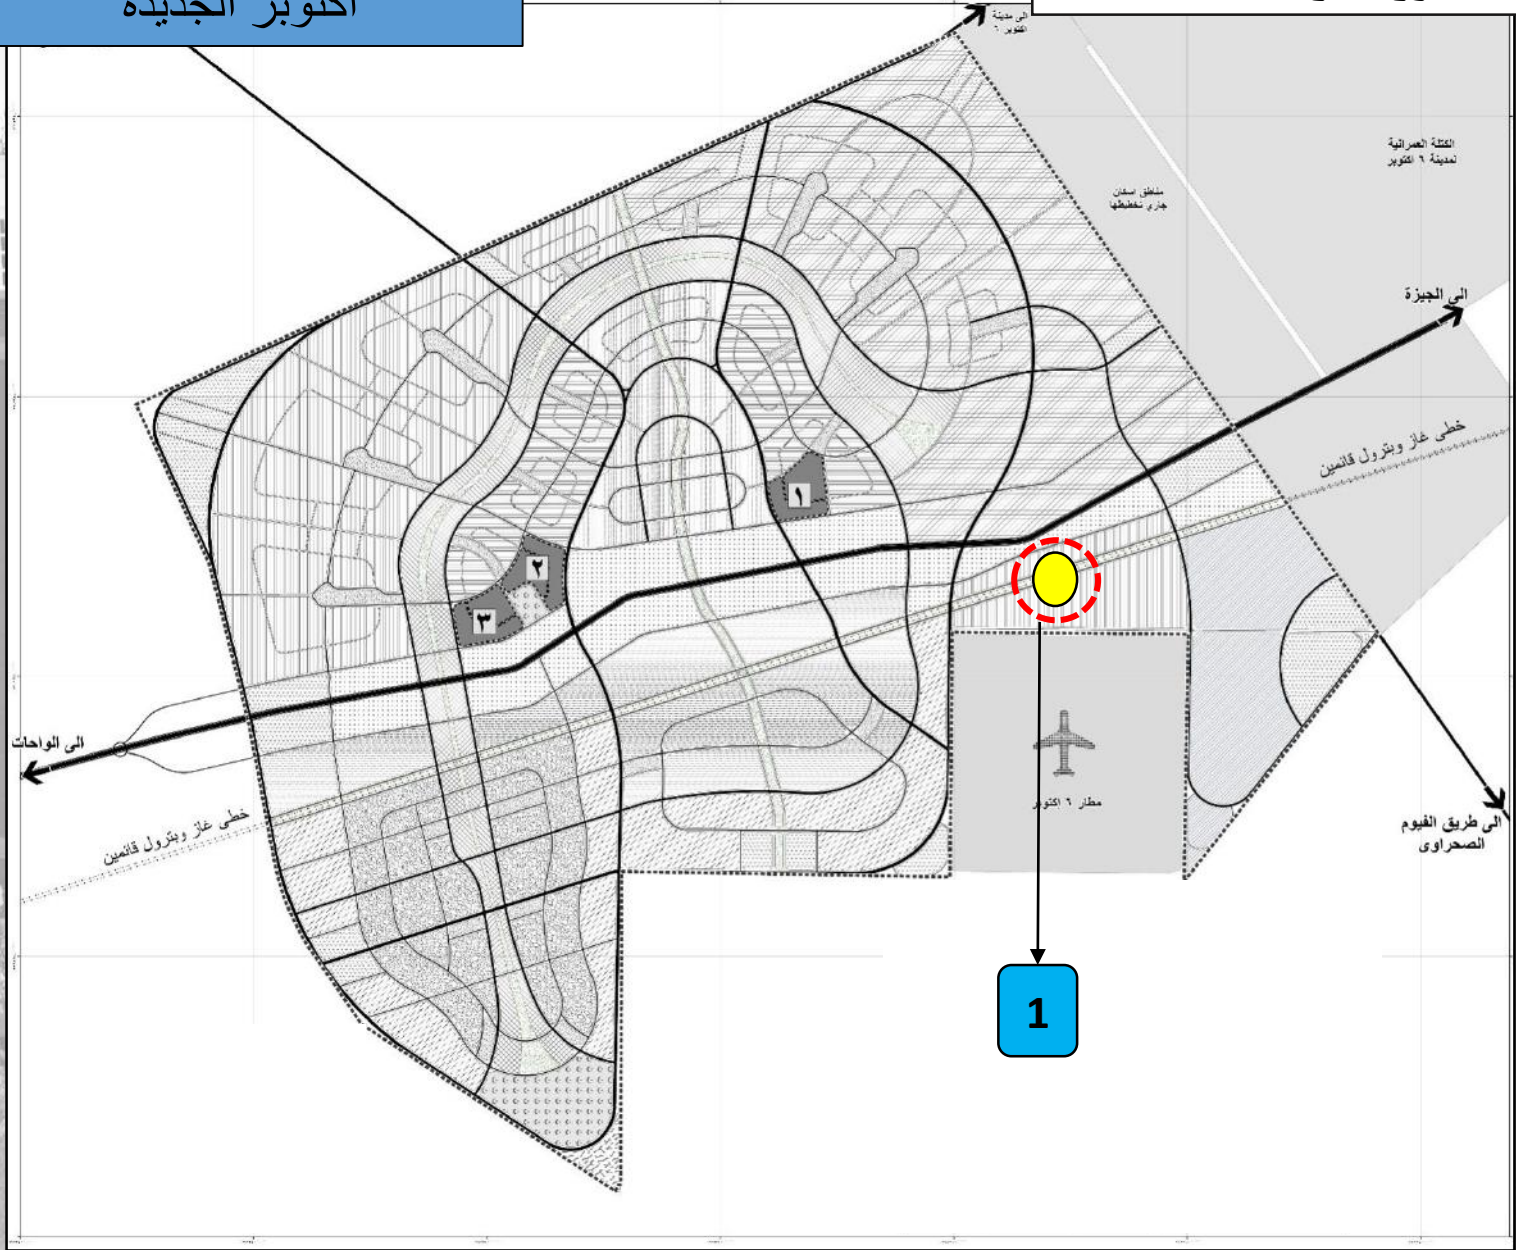 اكتوبر الجديدة
الى مدينة
٦ اكتوبر
الكتلة العمرانية
لمدينة ٦ اكتوبر
مناطق اسكان
جاري تخطيطها
الى الجيزة
خطى غاز وبترول قائمين
١
٢
٣
الى الواحات
خطى غاز وبترول قائمين
مطار ٦ اكتوبر
الى طريق الفيوم
الصحراوى
1